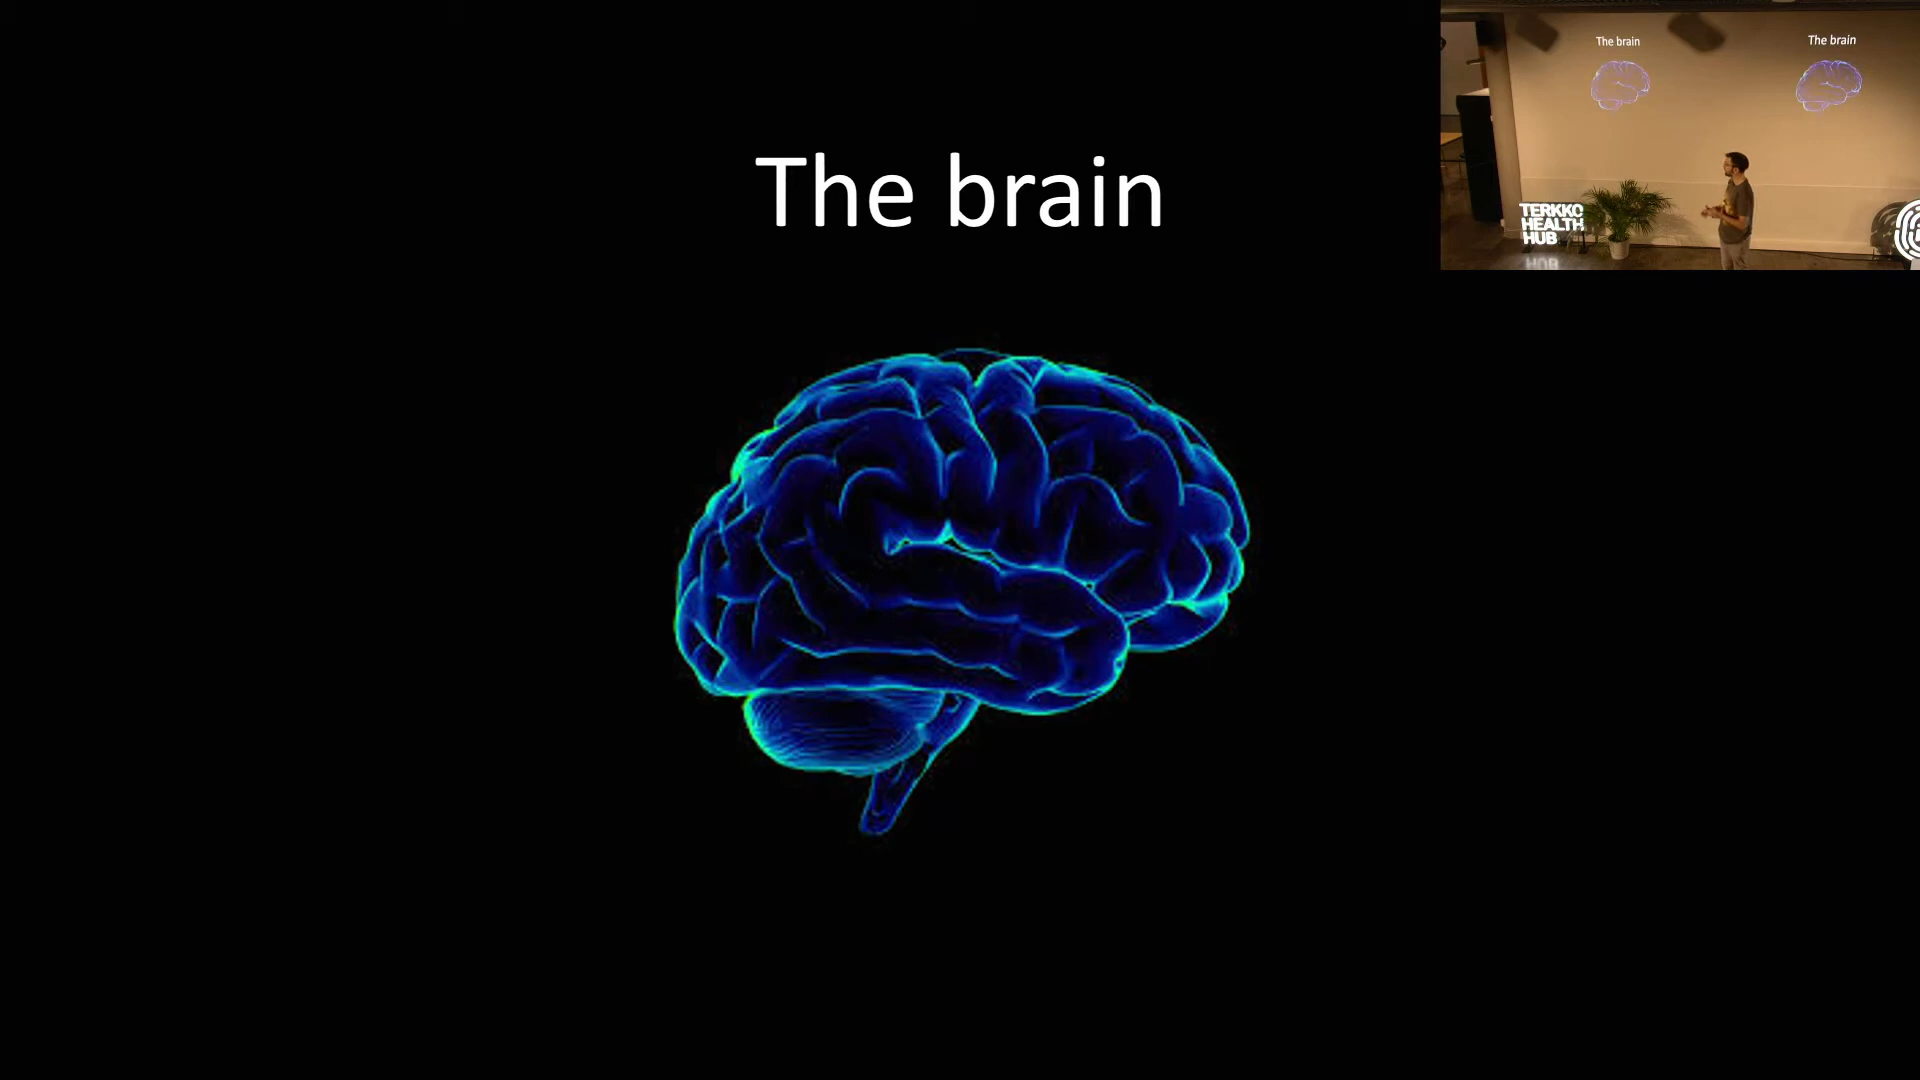 The brain
The brain
The brain
TERKKO
HEALTH
HUB